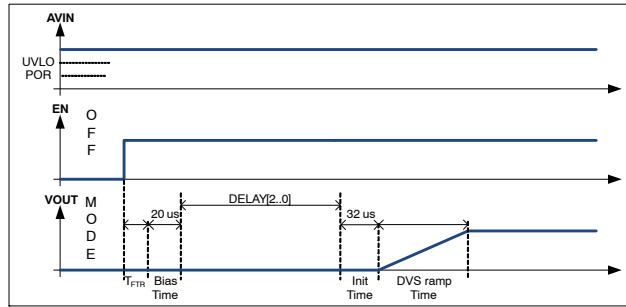 AVIN
UVLO
POR
EN
O
F
F
VOUT
M
O
D
E
20 us
DELAY[2..0]
32 us
TFTR
Bias
Time
Init
Time
DVS ramp
Time